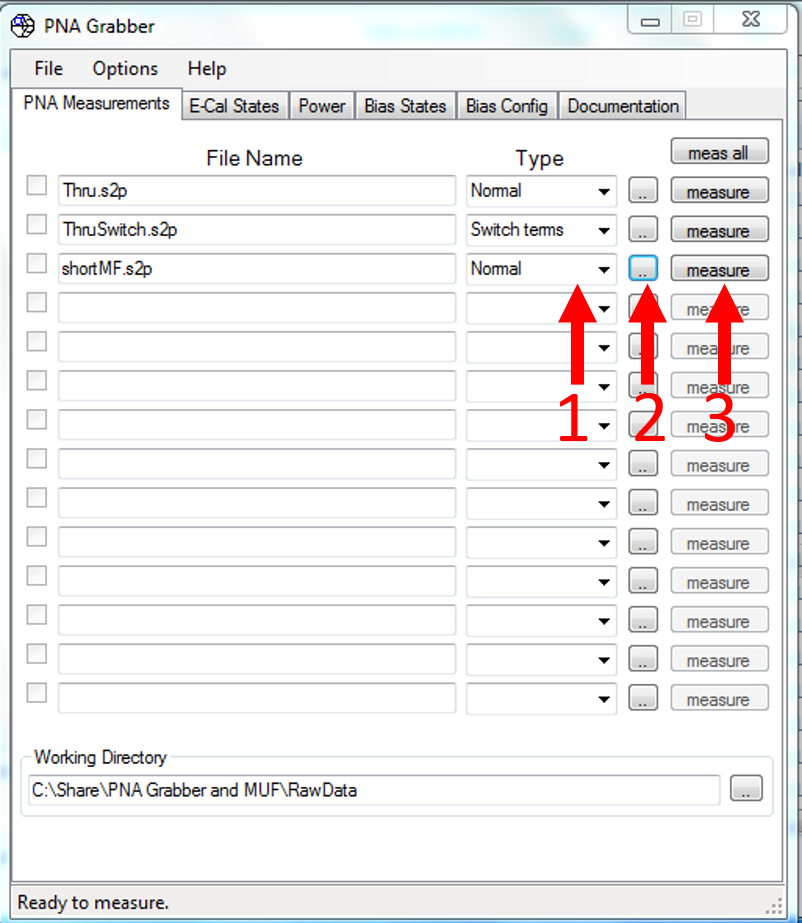 PNA Grabber
File Options Help
PNA Measurements E-Cal States Power Bias States Bias Config Documentation
meas all
File Name Type
Thru.s2p Normal .. measure
ThruSwitch.s2p Switch terms .. measure
shortMF.s2p Normal .. measure
.. measure
.. measure
.. measure
1 2 3
.. measure
.. measure
.. measure
.. measure
.. measure
.. measure
.. measure
.. measure
Working Directory
C:\Share\PNA Grabber and MUF\RawData ..
Ready to measure.